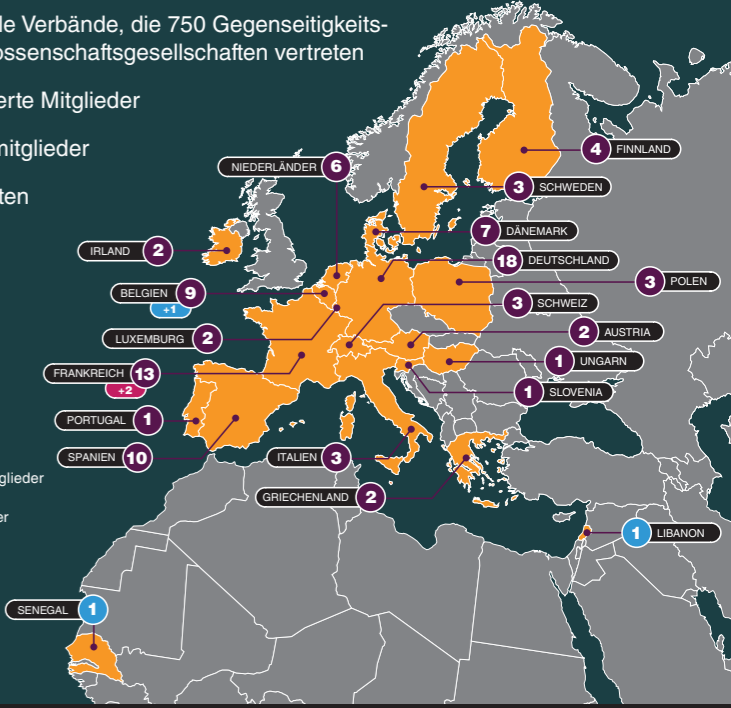 le Verbände, die 750 Gegenseitigkeits-
ossenschaftsgesellschaften vertreten
erte Mitglieder
mitglieder
ten
4 FINNLAND
NIEDERLÄNDER 6
3 SCHWEDEN
7 DÄNEMARK
IRLAND 2
18 DEUTSCHLAND
3 POLEN
BELGIEN 9
+1
3 SCHWEIZ
LUXEMBURG 2
2 AUSTRIA
1 UNGARN
FRANKREICH 13
+2
1 SLOVENIA
PORTUGAL 1
SPANIEN 10
ITALIEN 3
glieder
GRIECHENLAND 2
er
1 LIBANON
SENEGAL 1